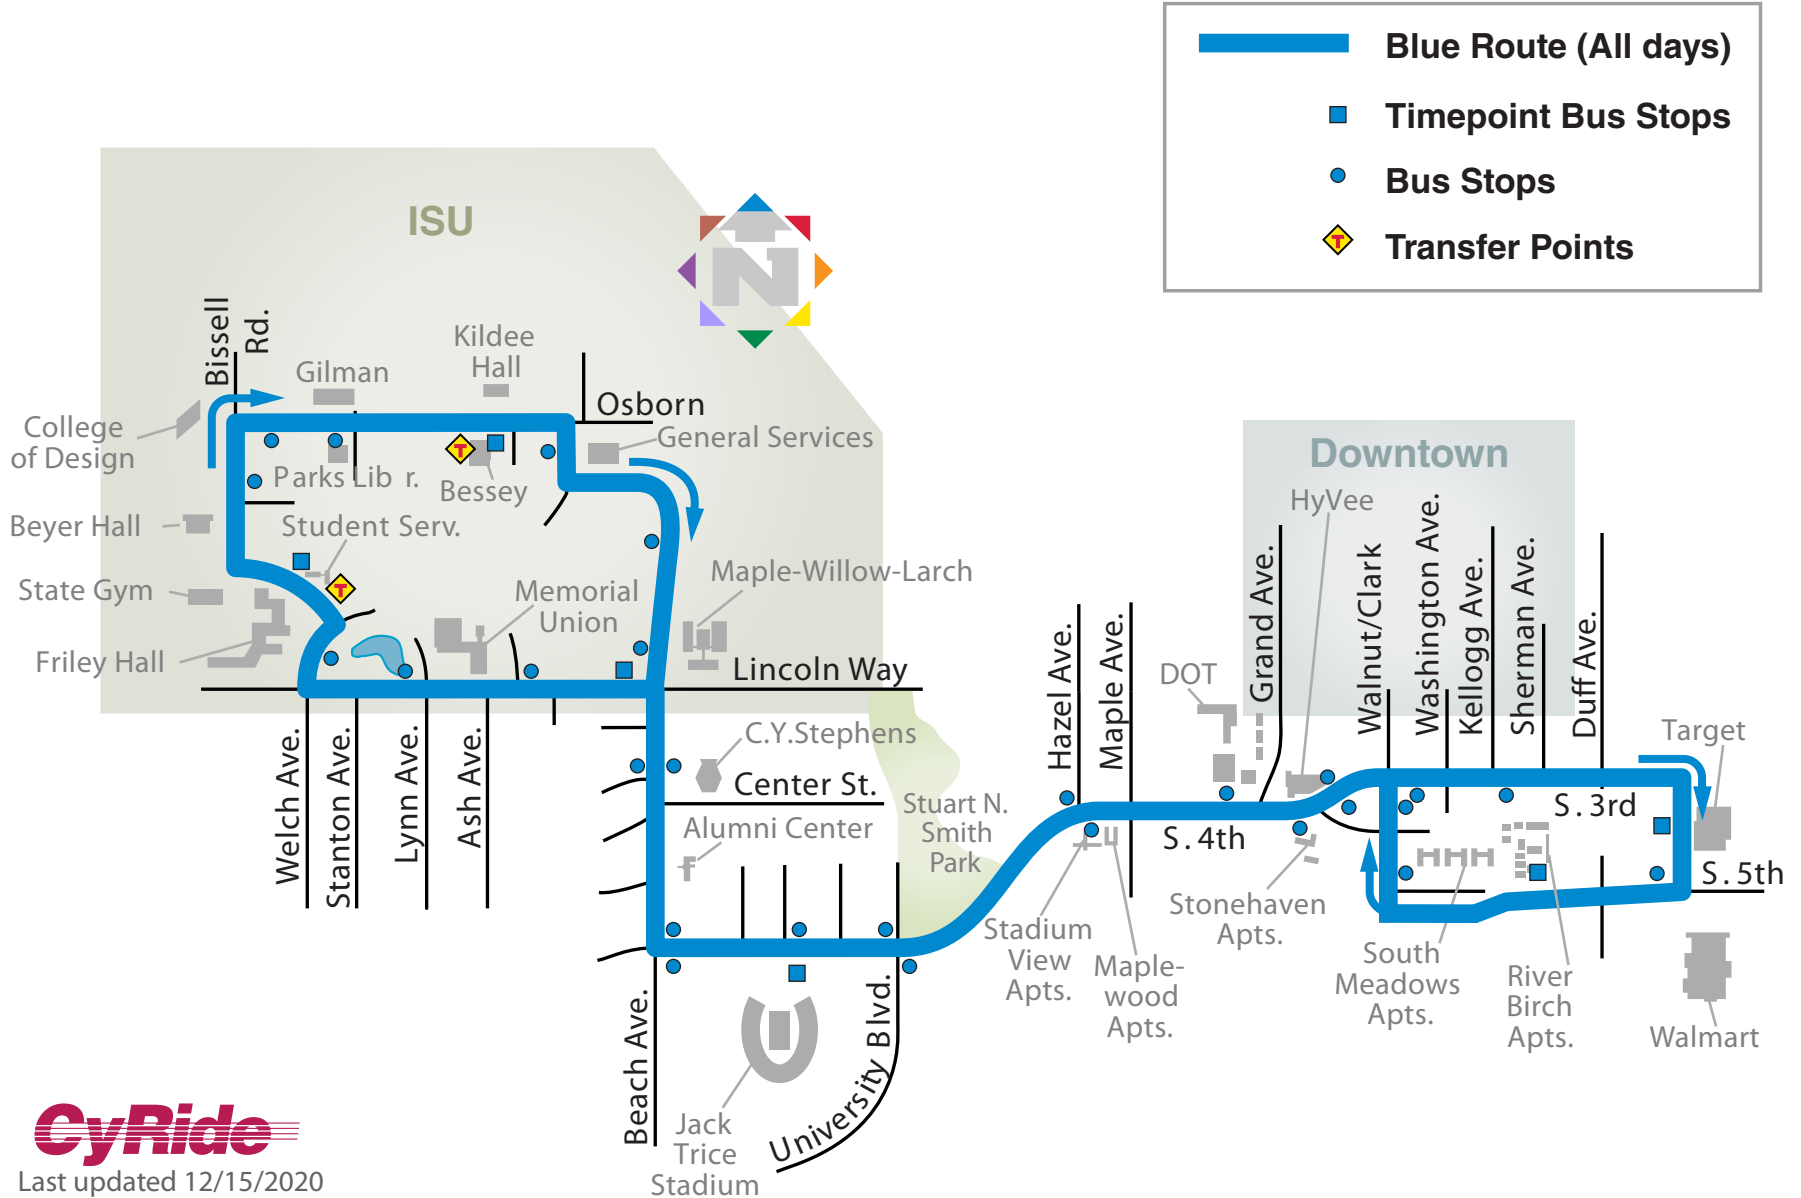 Blue Route (All days)
Timepoint Bus Stops
Bus Stops
T
Transfer Points
ISU
N
Bissell
Rd.
Kildee
Hall
Gilman
Osborn
College
of Design
General Services
T
Parks Lib r.
Bessey
Beyer Hall
Student Serv.
State Gym
T
Memorial
Union
Maple-Willow-Larch
Friley Hall
Lincoln Way
Welch Ave.
Stanton Ave.
Lynn Ave.
Ash Ave.
C.Y.Stephens
Center St.
Alumni Center
Stuart N.
Smith
Park
Beach Ave.
Jack
Trice
Stadium
University Blvd.
Hazel Ave.
Maple Ave.
Stadium
View
Apts.
Maple-
wood
Apts.
DOT
S. 4th
Downtown
HyVee
Grand Ave.
Walnut/Clark
Washington Ave.
Kellogg Ave.
Sherman Ave.
Duff Ave.
Target
S. 3rd
S. 5th
Stonehaven
Apts.
South
Meadows
Apts.
River
Birch
Apts.
Walmart
CyRide
Last updated 12/15/2020